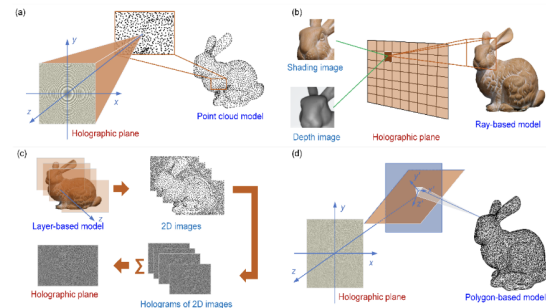 (a)
y
x
z
Holographic plane
Point cloud model
(b)
Shading image
Depth image
Holographic plane
Ray-based model
(c)
z
Layer-based model
2D images
Holographic plane
Σ
Holograms of 2D images
(d)
y
x
z
Holographic plane
Polygon-based model